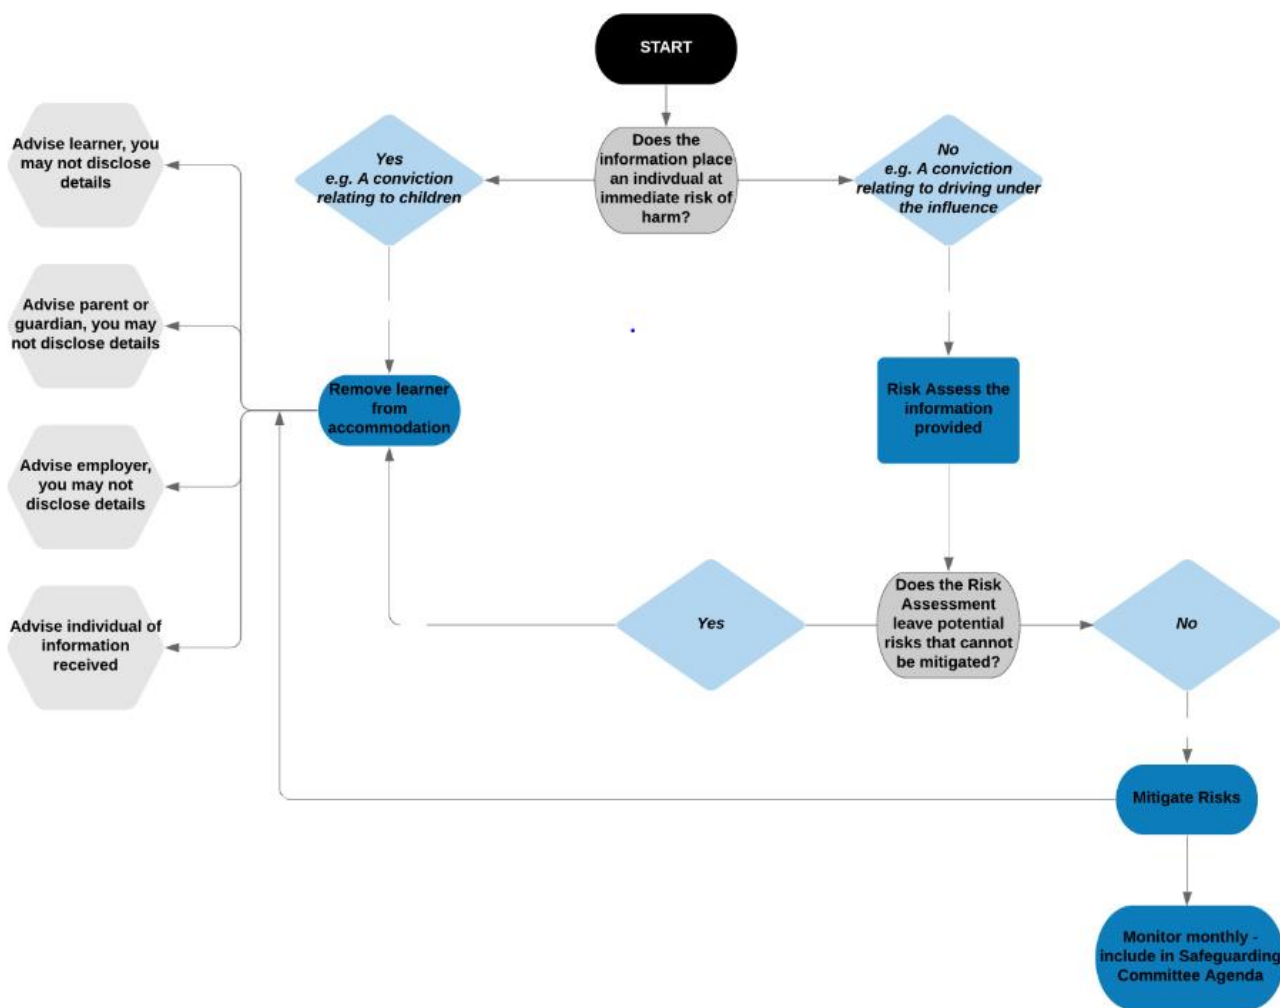 START
Does the
information place
an indivdual at
immediate risk of
harm?
Yes
e.g. A conviction
relating to children
No
e.g. A conviction
relating to driving under
the influence
Advise learner, you
may not disclose
details
Advise parent or
guardian, you may
not disclose details
Remove learner
from
accommodation
Risk Assess the
information
provided
Advise employer,
you may not
disclose details
Advise individual of
information
received
Yes
Does the Risk
Assessment
leave potential
risks that cannot
be mitigated?
No
Mitigate Risks
Monitor monthly -
include in Safeguarding
Committee Agenda